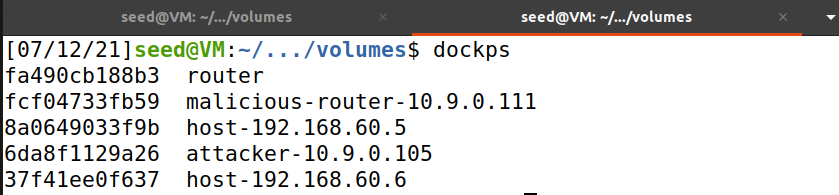 seed@VM: ~/.../volumes × seed@VM: ~/.../volumes ×
[07/12/21]seed@VM:~/.../volumes$ dockps
fa490cb188b3  router
fcf04733fb59  malicious-router-10.9.0.111
8a0649033f9b  host-192.168.60.5
6da8f1129a26  attacker-10.9.0.105
37f41ee0f637  host-192.168.60.6